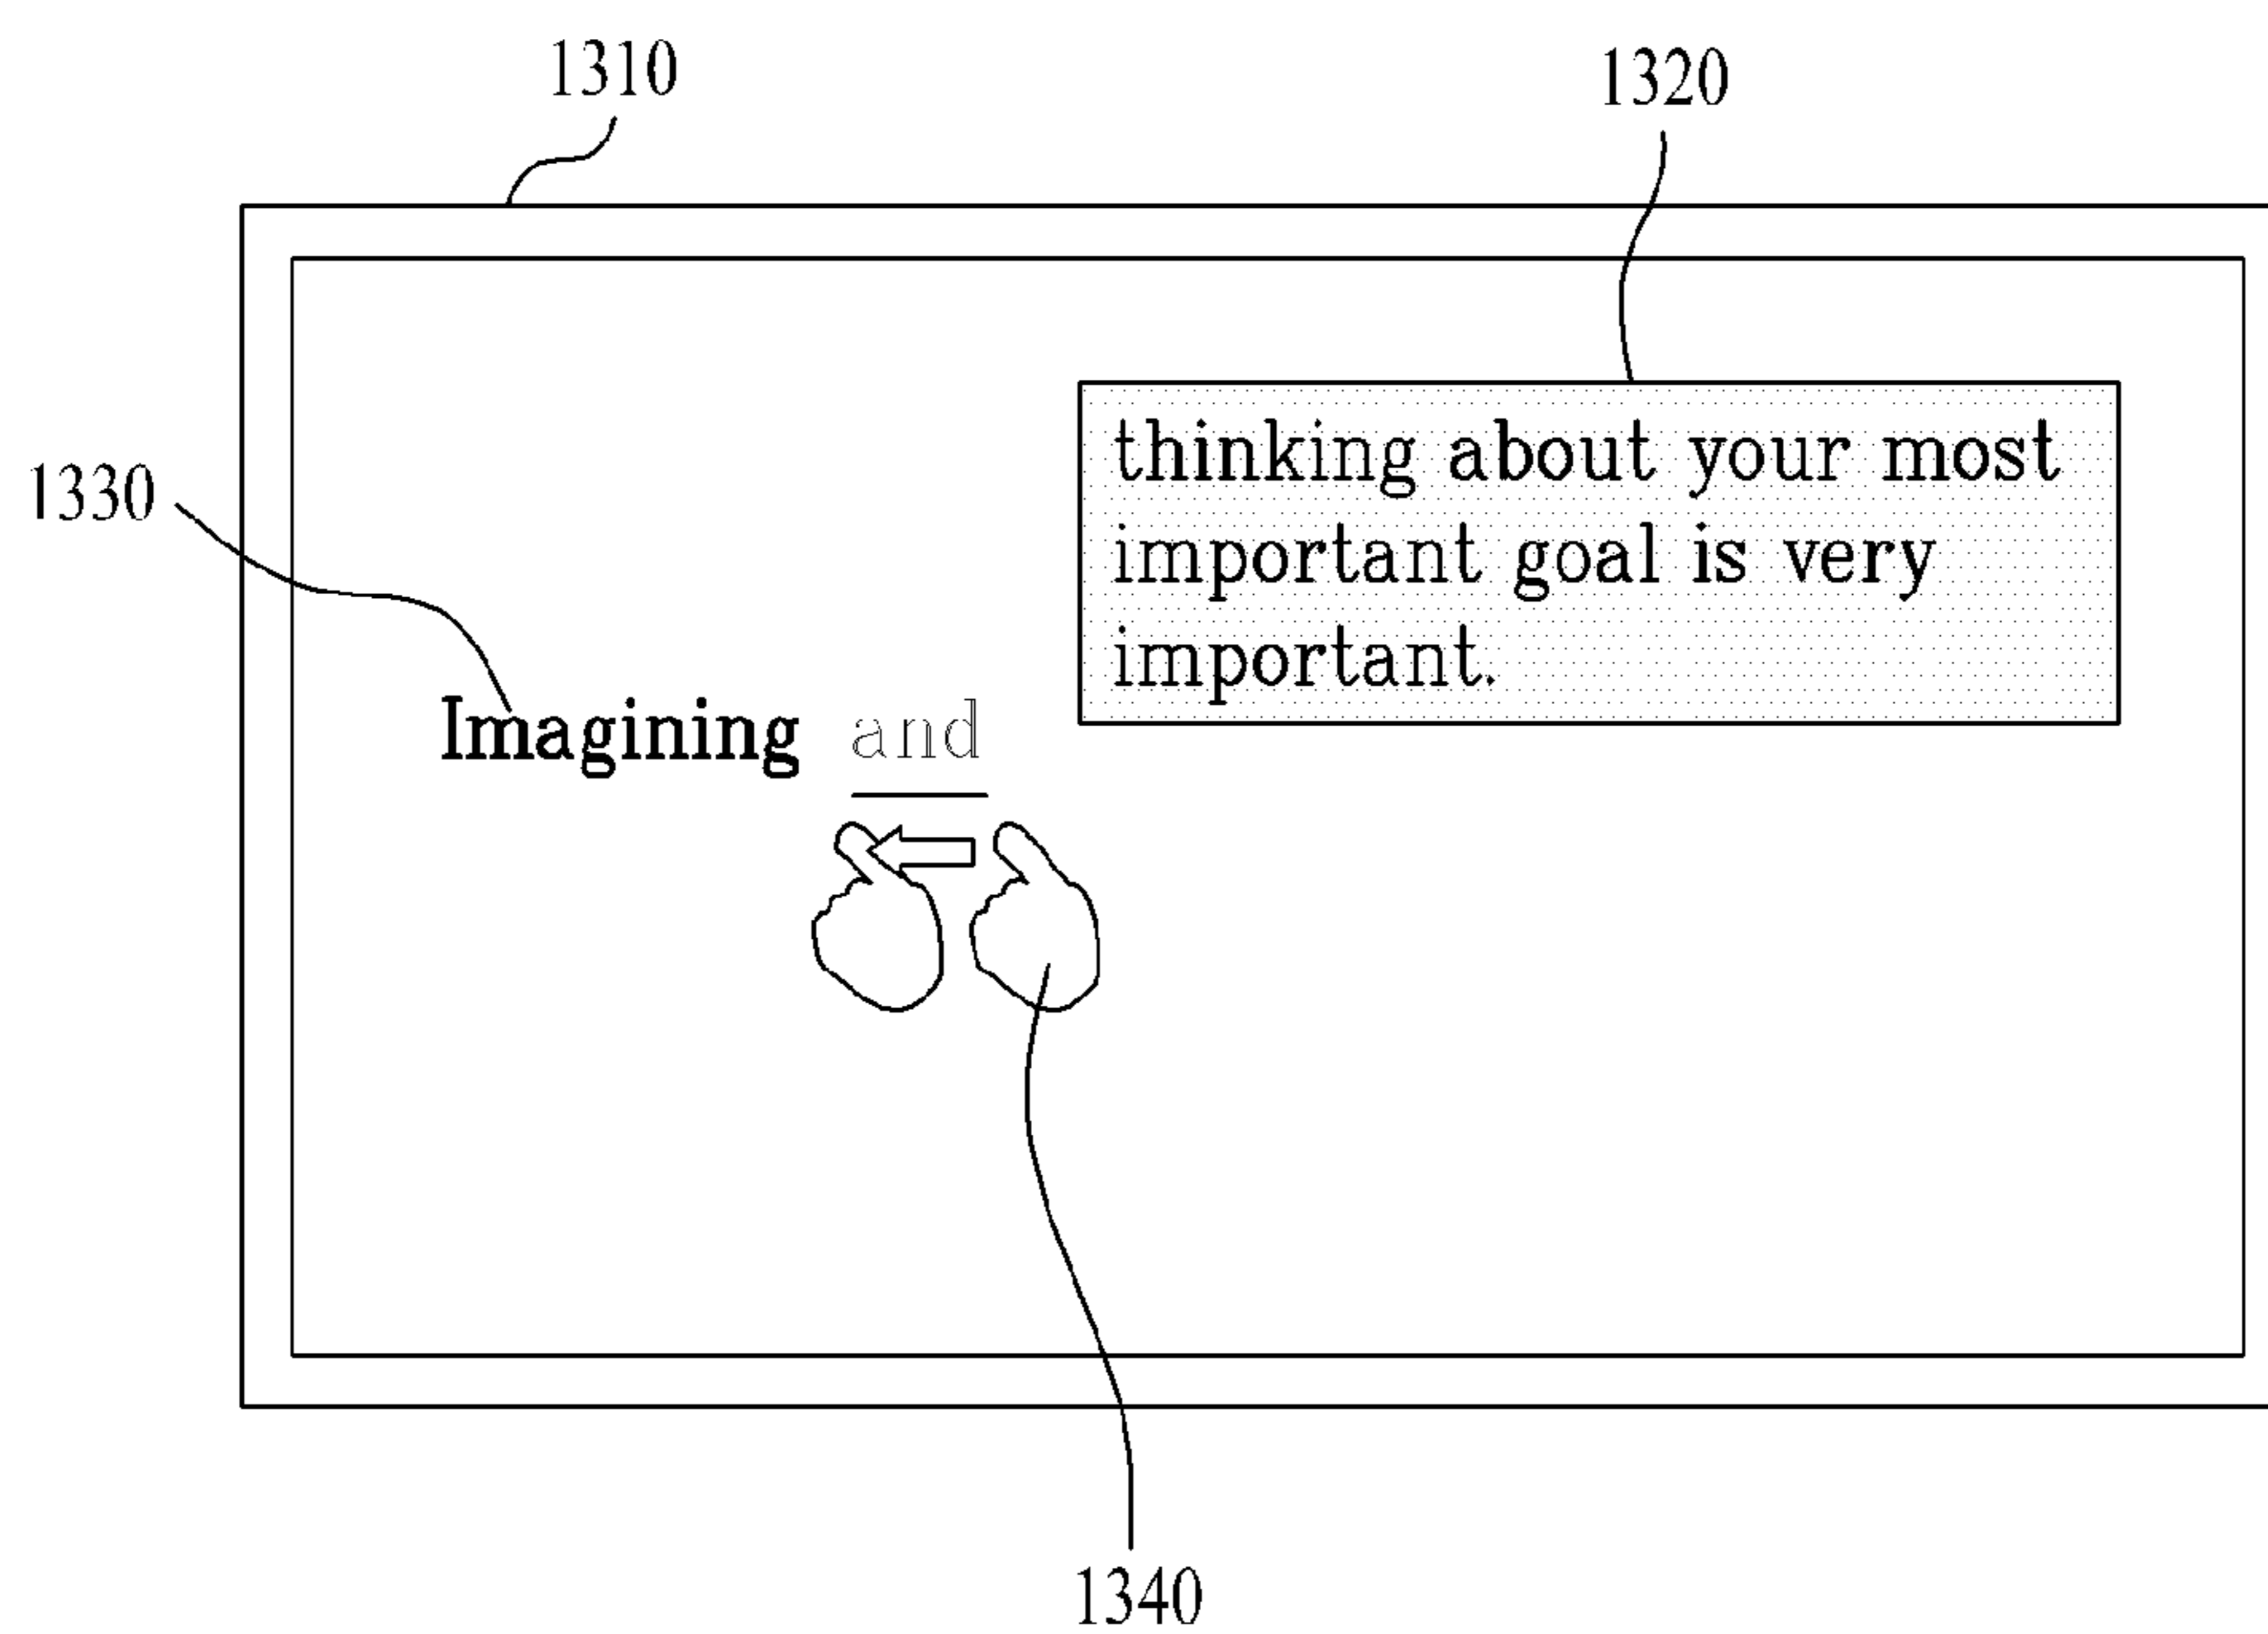 1310
1320
thinking about your most
important goal is very
important.
1330
Imagining and
1340